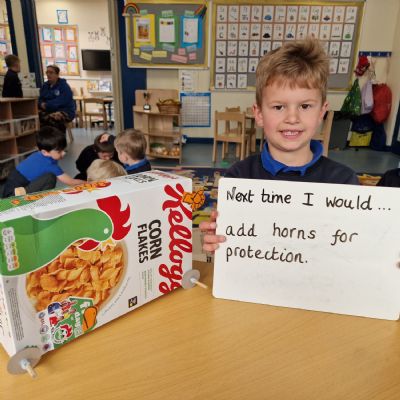 Next time I would ...
add horns for
protection.
Kellogg's
CORN
FLAKES